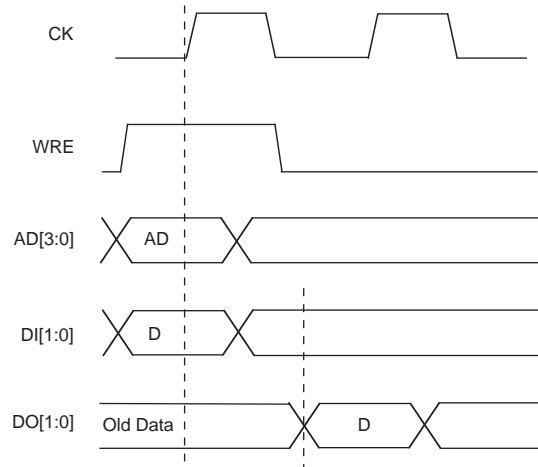 CK
WRE
AD[3:0]
AD
DI[1:0]
D
DO[1:0]
Old Data
D